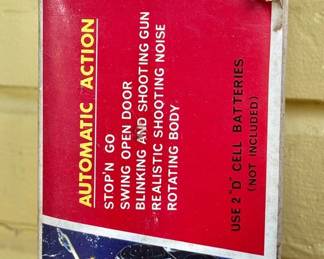 AUTOMATIC ACTION
STOP'N GO
SWING OPEN DOOR
BLINKING AND SHOOTING GUN
REALISTIC SHOOTING NOISE
ROTATING BODY
USE 2 "D" CELL BATTERIES
(NOT INCLUDED)